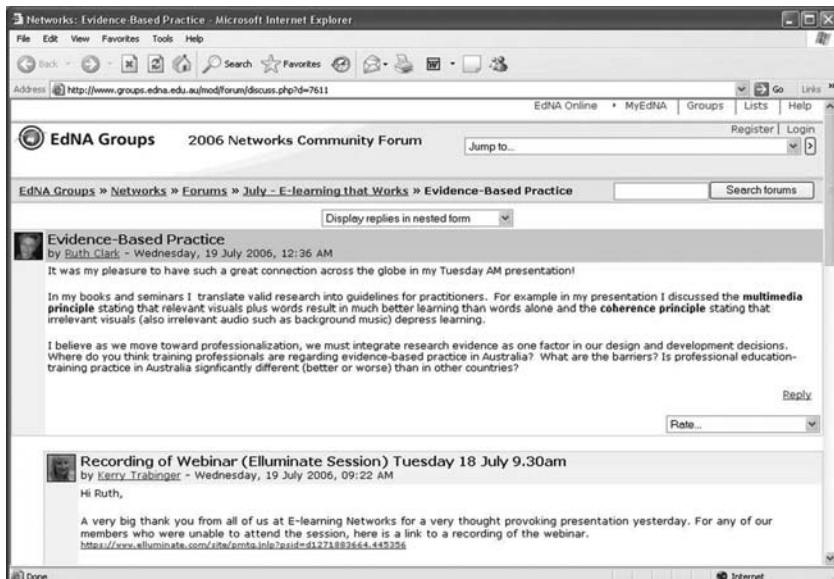 Networks: Evidence-Based Practice - Microsoft Internet Explorer
File Edit View Favorites Tools Help
Back Search Favorites
Address http://www.groups.edna.edu.au/mod/forum/discuss.php?d=7611 Go Links »
EdNA Online MyEdNA Groups Lists Help
Register | Login
EdNA Groups 2006 Networks Community Forum
Jump to...
EdNA Groups » Networks » Forums » July - E-learning that Works » Evidence-Based Practice Search forums
Display replies in nested form
Evidence-Based Practice
by Ruth Clark - Wednesday, 19 July 2006, 12:36 AM
It was my pleasure to have such a great connection across the globe in my Tuesday AM presentation!
In my books and seminars I translate valid research into guidelines for practitioners. For example in my presentation I discussed the multimedia
principle stating that relevant visuals plus words result in much better learning than words alone and the coherence principle stating that
irrelevant visuals (also irrelevant audio such as background music) depress learning.
I believe as we move toward professionalization, we must integrate research evidence as one factor in our design and development decisions.
Where do you think training professionals are regarding evidence-based practice in Australia? What are the barriers? Is professional education-
training practice in Australia signficantly different (better or worse) than in other countries?
Reply
Rate...
Recording of Webinar (Elluminate Session) Tuesday 18 July 9.30am
by Kerry Trabinger - Wednesday, 19 July 2006, 09:22 AM
Hi Ruth,
A very big thank you from all of us at E-learning Networks for a very thought provoking presentation yesterday. For any of our
members who were unable to attend the session, here is a link to a recording of the webinar.
Done Internet